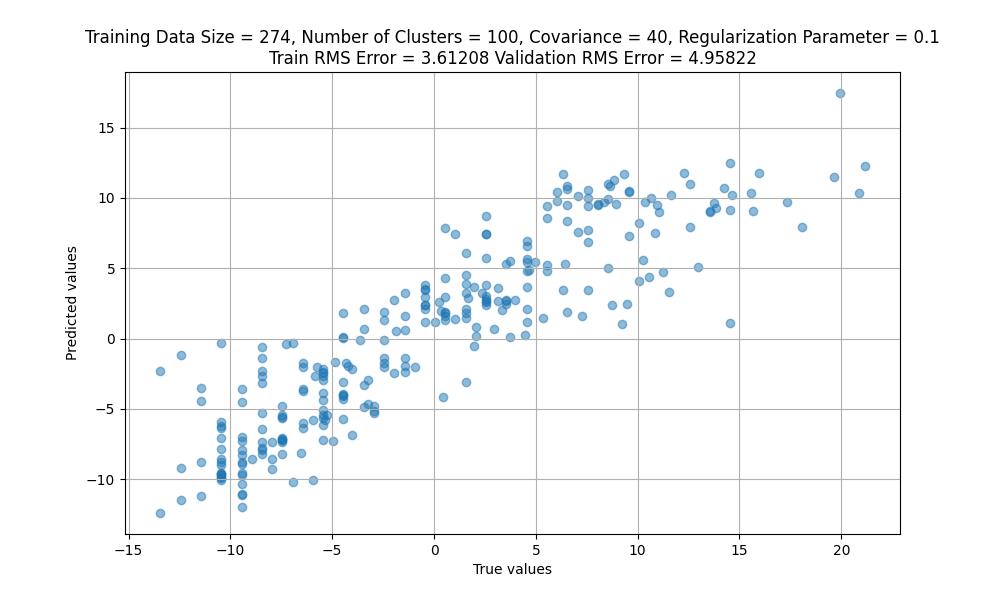 Training Data Size = 274, Number of Clusters = 100, Covariance = 40, Regularization Parameter = 0.1
Train RMS Error = 3.61208 Validation RMS Error = 4.95822
15
10
5
0
−5
−10
Predicted values
−15 −10 −5 0 5 10 15 20
True values